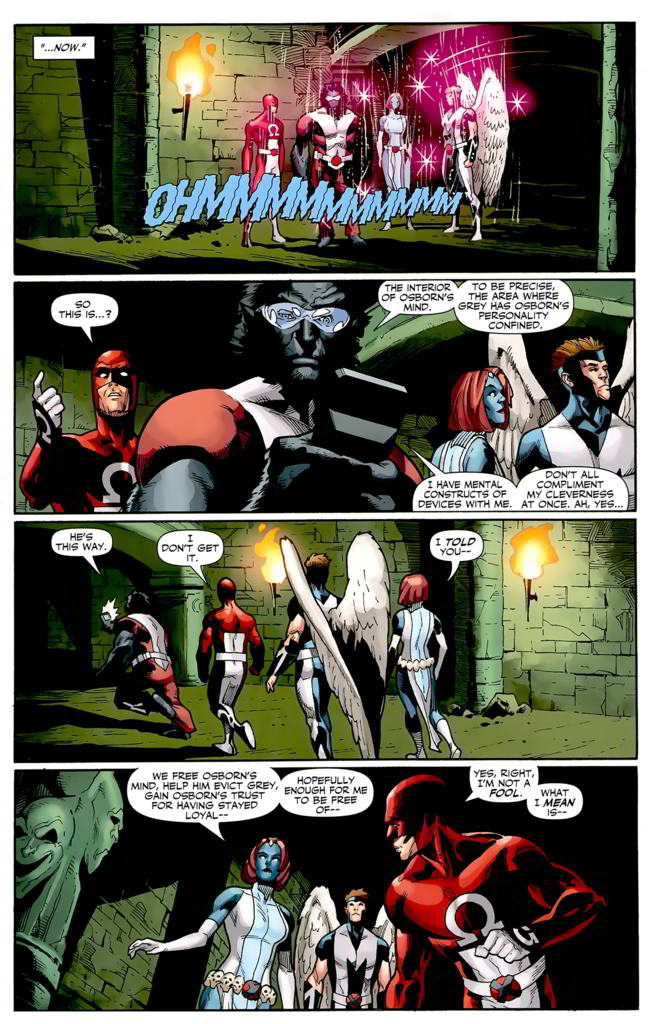 "...NOW."
OHMMMMMMMMMMM
SO
THIS IS...?
THE INTERIOR
OF OSBORN'S
MIND.
TO BE PRECISE,
THE AREA WHERE
GREY HAS OSBORN'S
PERSONALITY
CONFINED.
I HAVE MENTAL
CONSTRUCTS OF
DEVICES WITH ME.
DON'T ALL
COMPLIMENT
MY CLEVERNESS
AT ONCE. AH, YES...
HE'S
THIS WAY.
I
DON'T GET
IT.
I TOLD
YOU--
WE FREE OSBORN'S
MIND, HELP HIM EVICT GREY,
GAIN OSBORN'S TRUST
FOR HAVING STAYED
LOYAL--
HOPEFULLY
ENOUGH FOR ME
TO BE FREE
OF--
YES, RIGHT,
I'M NOT A
FOOL.
WHAT
I MEAN
IS--